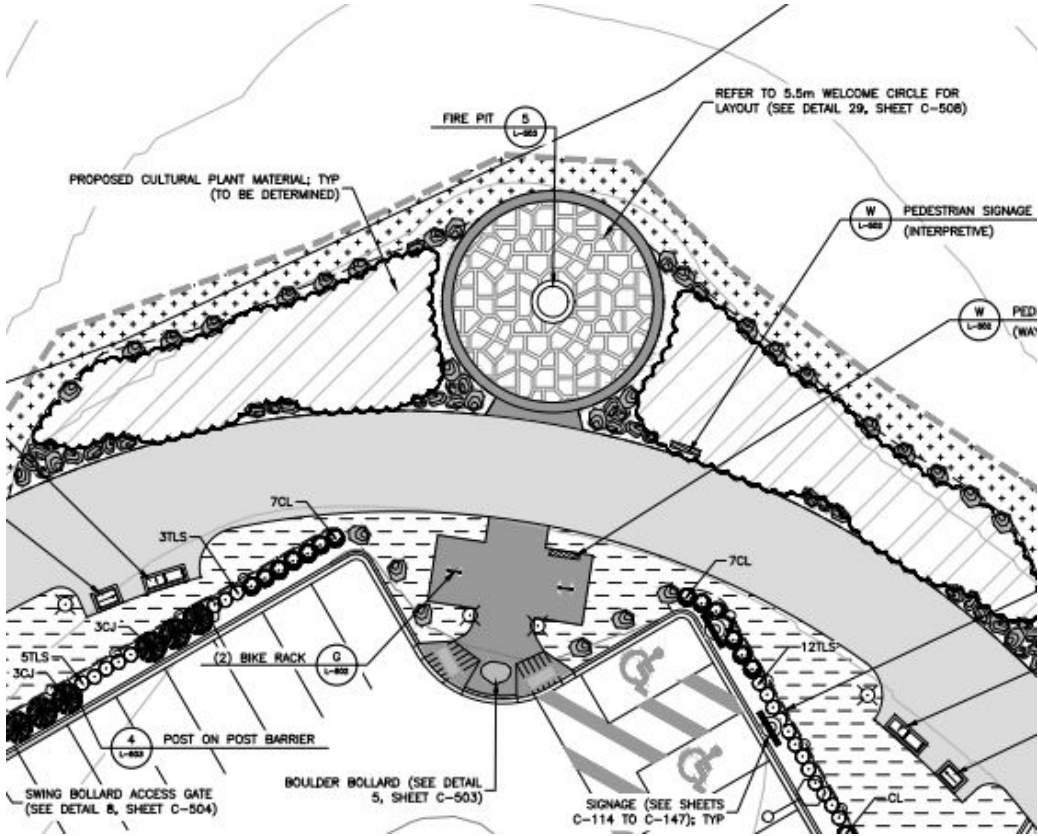 REFER TO 5.5m WELCOME CIRCLE FOR
LAYOUT (SEE DETAIL 29, SHEET C-508)
FIRE PIT
5
L-503
PROPOSED CULTURAL PLANT MATERIAL; TYP
(TO BE DETERMINED)
W
L-502
PEDESTRIAN SIGNAGE
(INTERPRETIVE)
W
L-502
7CL
3TLS
7CL
3CJ
5TLS
3CJ
(2) BIKE RACK
G
L-502
12TLS
4
L-503
POST ON POST BARRIER
SWING BOLLARD ACCESS GATE
(SEE DETAIL 8, SHEET C-504)
BOULDER BOLLARD (SEE DETAIL
5, SHEET C-503)
SIGNAGE (SEE SHEETS
C-114 TO C-147); TYP
CL